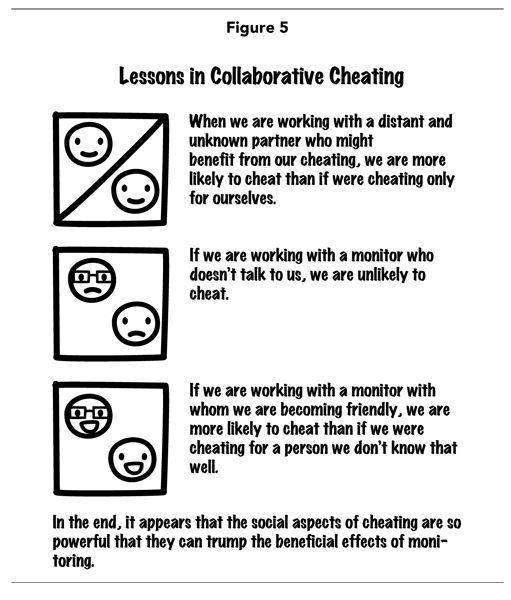 Figure 5
Lessons in Collaborative Cheating
When we are working with a distant and
unknown partner who might
benefit from our cheating, we are more
likely to cheat than if were cheating only
for ourselves.
If we are working with a monitor who
doesn't talk to us, we are unlikely to
cheat.
If we are working with a monitor with
whom we are becoming friendly, we are
more likely to cheat than if we were
cheating for a person we don't know that
well.
In the end, it appears that the social aspects of cheating are so
powerful that they can trump the beneficial effects of moni-
toring.